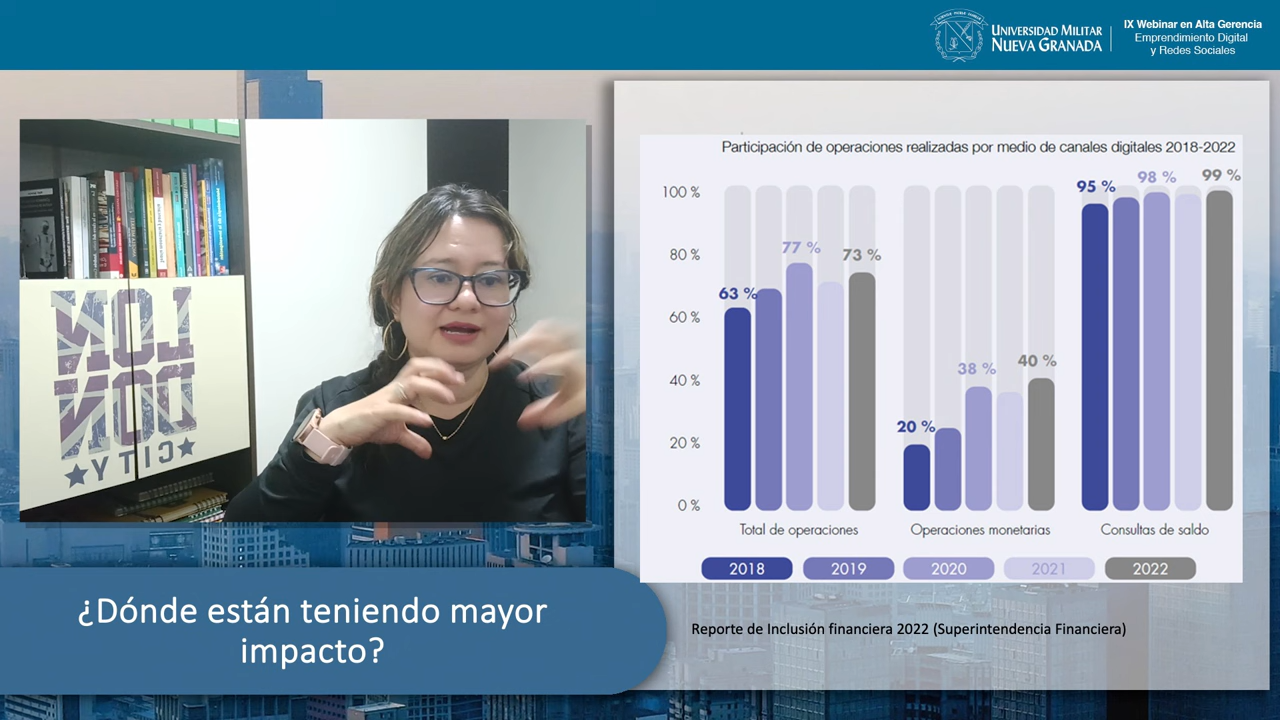 UNIVERSIDAD MILITAR
NUEVA GRANADA
IX Webinar en Alta Gerencia
Emprendimiento Digital
y Redes Sociales
LONDON
CITY
Participación de operaciones realizadas por medio de canales digitales 2018-2022
100 %
80 %
60 %
40 %
20 %
0 %
63 %
77 %
73 %
20 %
38 %
40 %
95 %
98 %
99 %
Total de operaciones
Operaciones monetarias
Consultas de saldo
2018
2019
2020
2021
2022
Reporte de Inclusión financiera 2022 (Superintendencia Financiera)
¿Dónde están teniendo mayor
impacto?